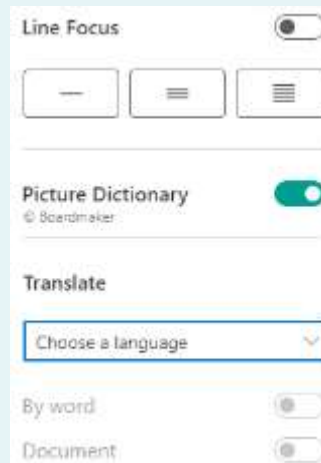 Line Focus
Picture Dictionary
© Boardmaker
Translate
Choose a language
By word
Document